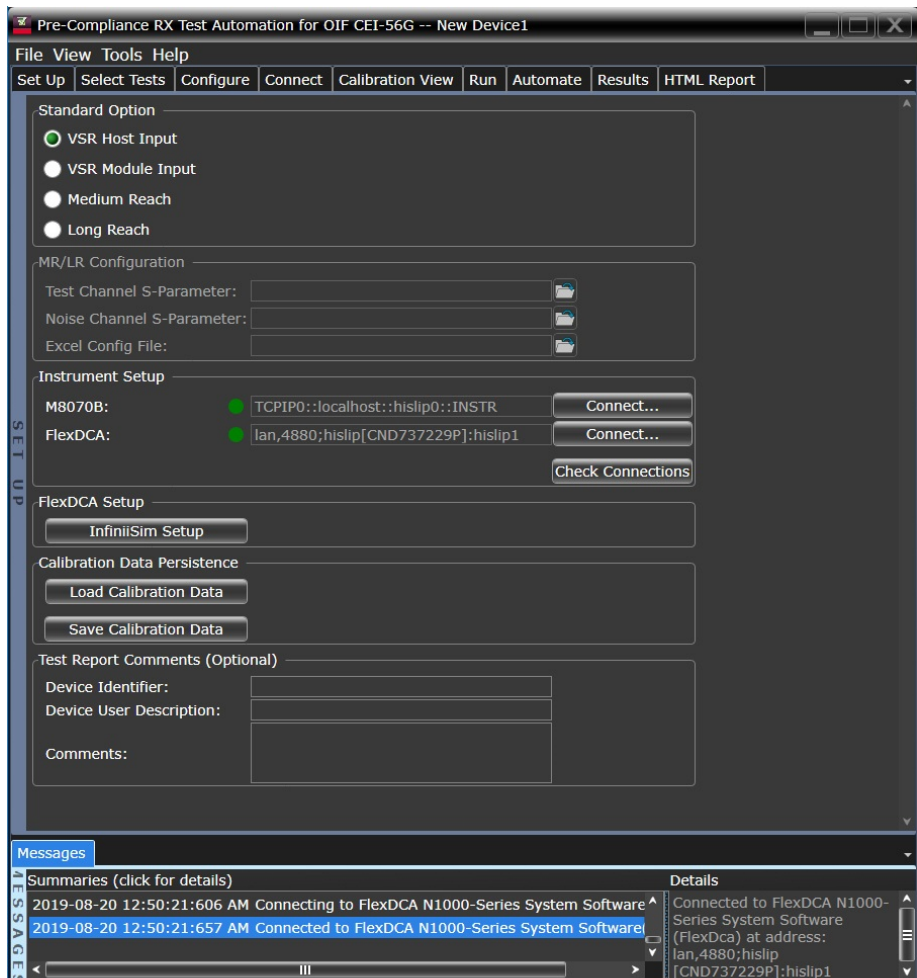 Pre-Compliance RX Test Automation for OIF CEI-56G -- New Device1
File View Tools Help
Set Up Select Tests Configure Connect Calibration View Run Automate Results HTML Report
SET UP
Standard Option
VSR Host Input
VSR Module Input
Medium Reach
Long Reach
MR/LR Configuration
Test Channel S-Parameter:
Noise Channel S-Parameter:
Excel Config File:
Instrument Setup
M8070B: TCPIP0::localhost::hislip0::INSTR Connect...
FlexDCA: lan,4880;hislip[CND737229P]:hislip1 Connect...
Check Connections
FlexDCA Setup
InfiniiSim Setup
Calibration Data Persistence
Load Calibration Data
Save Calibration Data
Test Report Comments (Optional)
Device Identifier:
Device User Description:
Comments:
Messages
MESSAGES
Summaries (click for details)
2019-08-20 12:50:21:606 AM Connecting to FlexDCA N1000-Series System Software
2019-08-20 12:50:21:657 AM Connected to FlexDCA N1000-Series System Software(
Details
Connected to FlexDCA N1000-
Series System Software
(FlexDca) at address:
lan,4880;hislip
[CND737229P]:hislip1